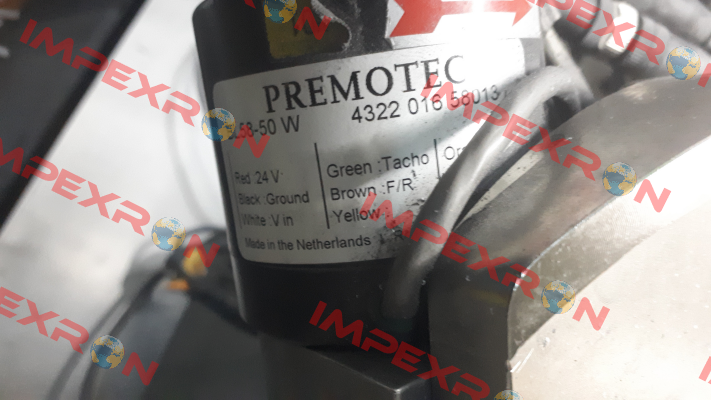 PREMOTEC
58-50 W 4322 016 58013
Red :24 V
Black :Ground
White :V in
Green :Tacho
Brown :F/R
Yellow :
Made in the Netherlands
IMPEXRON
IMPEXRON
IMPEXRON
IMPEXRON
IMPEXRON
IMPEXRON
IMPEXRON
IMPEXRON